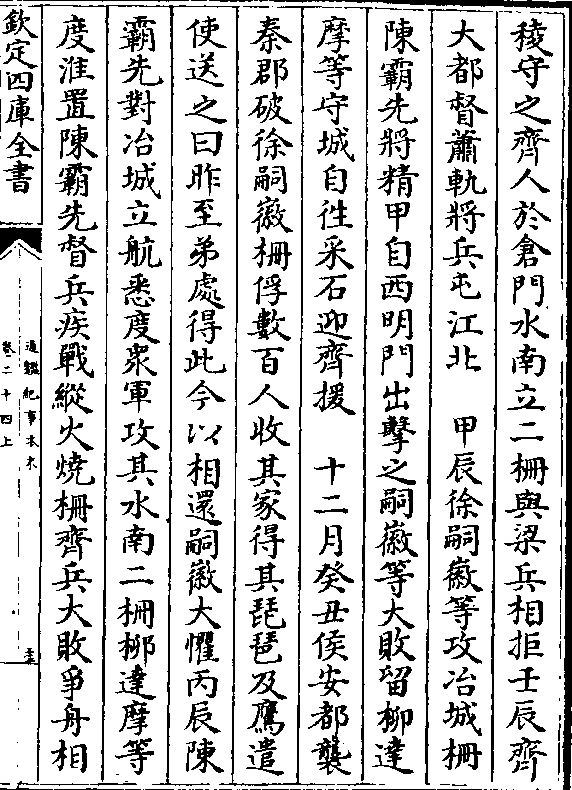 稜守之齊人於倉門水南立二柵與梁兵相拒壬辰齊
大都督蕭軌將兵屯江北　甲辰徐嗣徽等攻冶城柵
陳霸先將精甲自西明門出擊之嗣徽等大敗留柳達
摩等守城自徃采石迎齊援　十二月癸丑侯安都襲
秦郡破徐嗣徽柵俘數百人收其家得其琵琶及鷹遣
使送之曰昨至弟處得此今以相還嗣徽大懼丙辰陳
霸先對冶城立航悉度衆軍攻其水南二柵栁達摩等
度淮置陳霸先督兵疾戰縱火燒柵齊兵大敗爭舟相
欽定四庫全書
通鑑紀事本末
卷二十四上